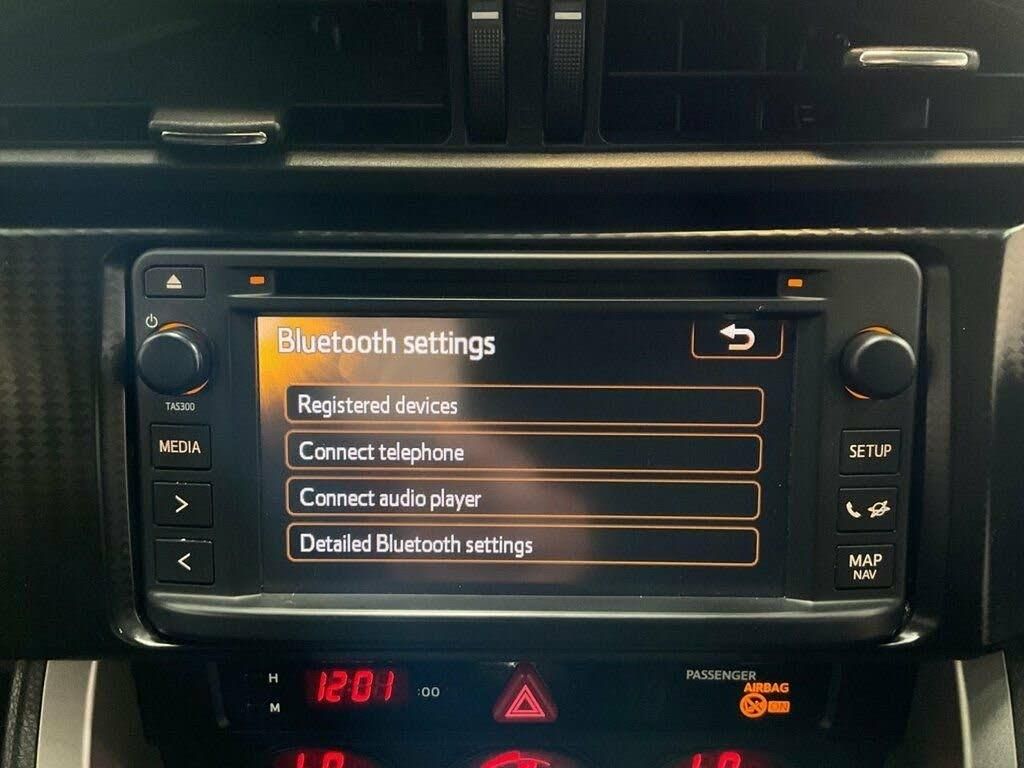 Bluetooth settings
Registered devices
TAS300
MEDIA
Connect telephone
SETUP
Connect audio player
Detailed Bluetooth settings
MAP
NAV
H
12:01
:00
M
PASSENGER
AIRBAG
ON